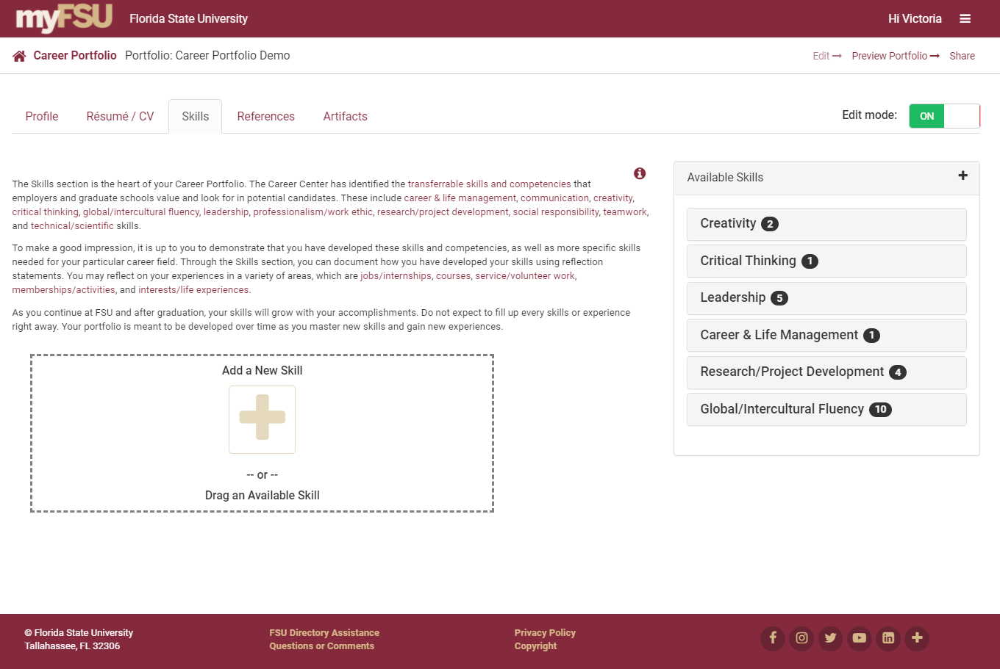 myFSU Florida State University Hi Victoria
Career Portfolio Portfolio: Career Portfolio Demo Edit Preview Portfolio Share
Profile Résumé / CV Skills References Artifacts Edit mode: ON
The Skills section is the heart of your Career Portfolio. The Career Center has identified the transferrable skills and competencies that
employers and graduate schools value and look for in potential candidates. These include career & life management, communication, creativity,
critical thinking, global/intercultural fluency, leadership, professionalism/work ethic, research/project development, social responsibility, teamwork,
and technical/scientific skills.
To make a good impression, it is up to you to demonstrate that you have developed these skills and competencies, as well as more specific skills
needed for your particular career field. Through the Skills section, you can document how you have developed your skills using reflection
statements. You may reflect on your experiences in a variety of areas, which are jobs/internships, courses, service/volunteer work,
memberships/activities, and interests/life experiences.
As you continue at FSU and after graduation, your skills will grow with your accomplishments. Do not expect to fill up every skills or experience
right away. Your portfolio is meant to be developed over time as you master new skills and gain new experiences.
Add a New Skill
-- or --
Drag an Available Skill
Available Skills
Creativity 2
Critical Thinking 1
Leadership 5
Career & Life Management 1
Research/Project Development 4
Global/Intercultural Fluency 10
© Florida State University
Tallahassee, FL 32306
FSU Directory Assistance
Questions or Comments
Privacy Policy
Copyright